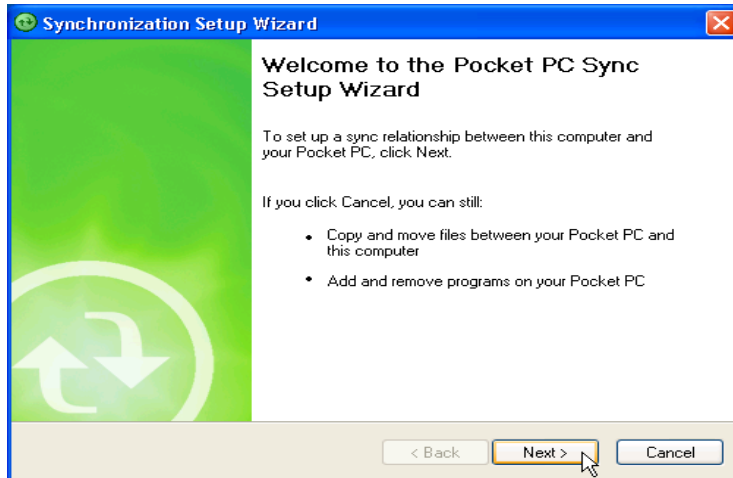 Synchronization Setup Wizard
Welcome to the Pocket PC Sync
Setup Wizard
To set up a sync relationship between this computer and
your Pocket PC, click Next.
If you click Cancel, you can still:
• Copy and move files between your Pocket PC and
this computer
• Add and remove programs on your Pocket PC
< Back Next > Cancel